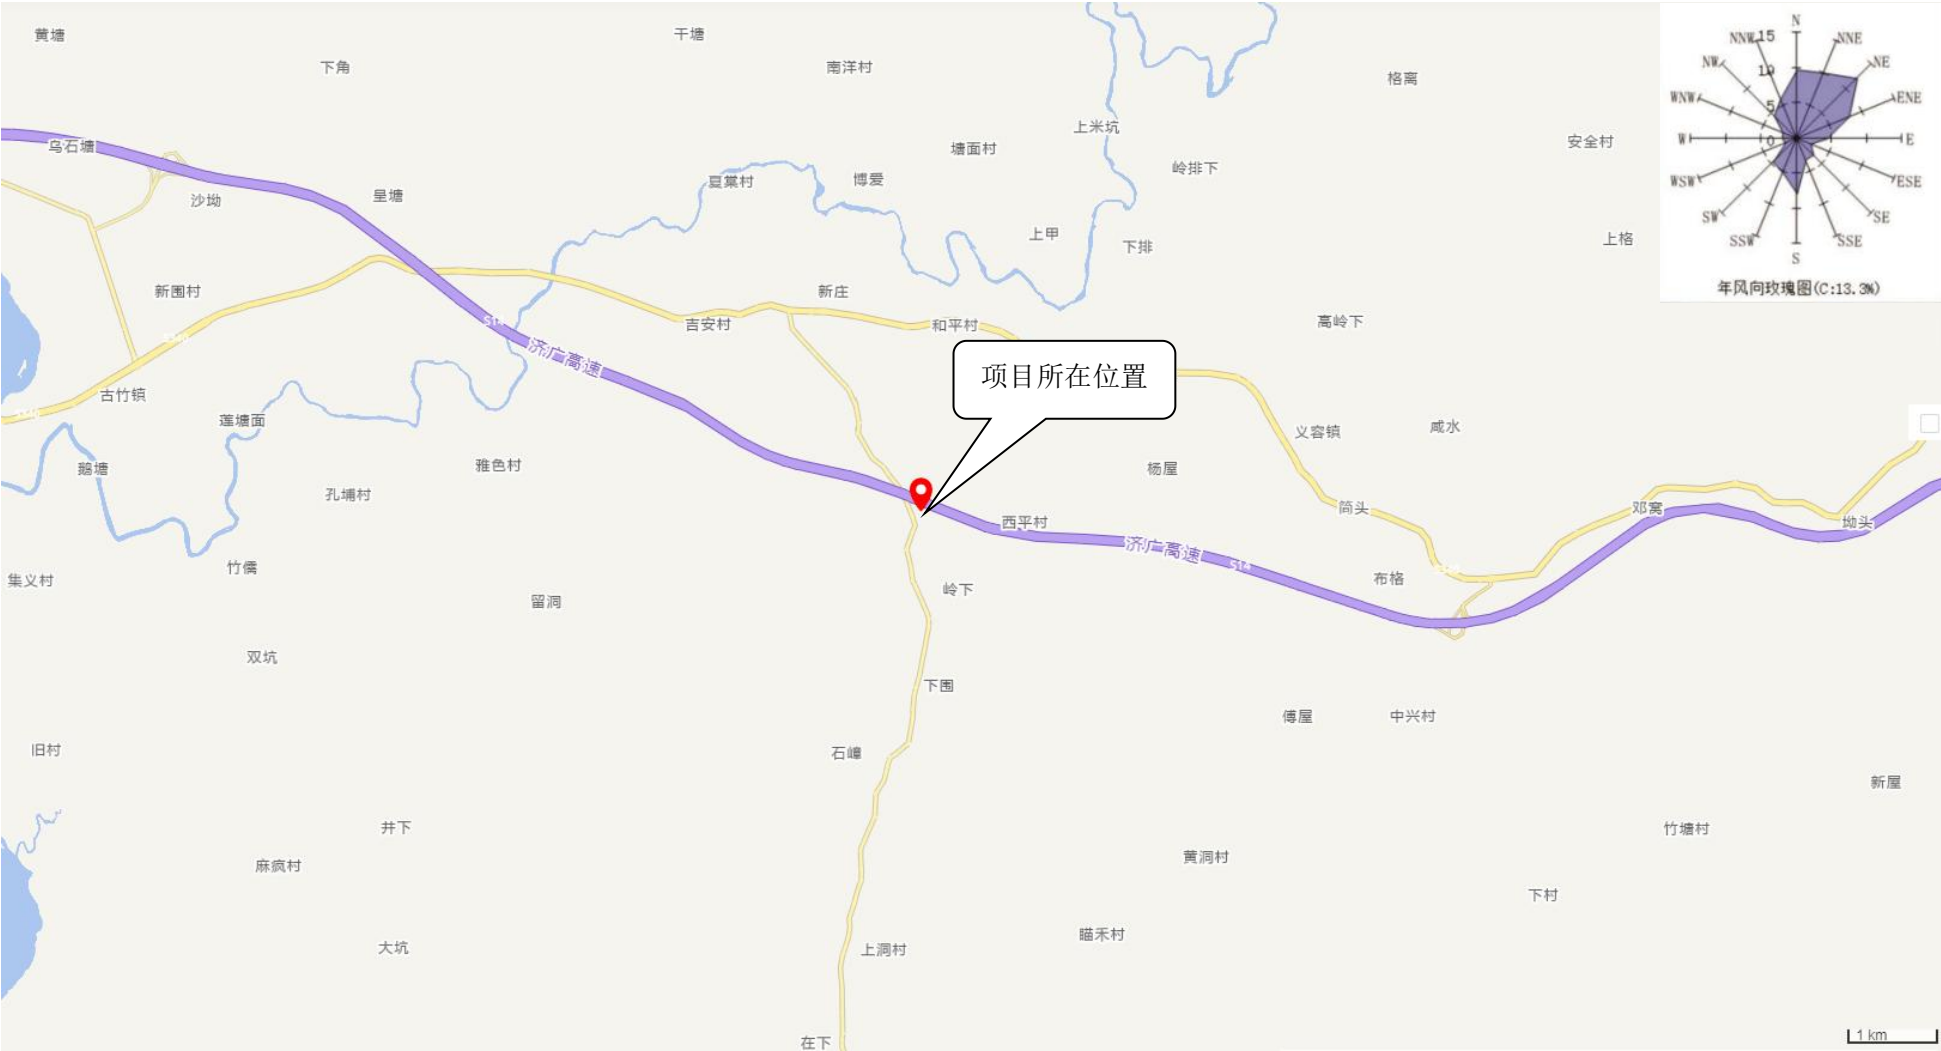 黄塘
干塘
N
NNW
15
NNE
下角
南洋村
NW
10
NE
格离
WNW
5
ENE
上米坑
乌石塘
塘面村
安全村
W
0
E
岭排下
夏棠村
博爱
WSW
ESE
沙坳
呈塘
SW
SE
上甲
下排
上格
SSW
SSE
S
新围村
新庄
年风向玫瑰图(C:13.3%)
S14
吉安村
和平村
高岭下
济广高速
项目所在位置
古竹镇
莲塘面
义容镇
咸水
鹅塘
雅色村
杨屋
孔埔村
简头
邓窝
西平村
坳头
济广高速
S14
竹儒
集义村
布格
岭下
留洞
双坑
下围
傅屋
中兴村
旧村
石嶂
新屋
井下
竹塘村
麻疯村
黄洞村
下村
瞄禾村
大坑
上洞村
在下
1 km